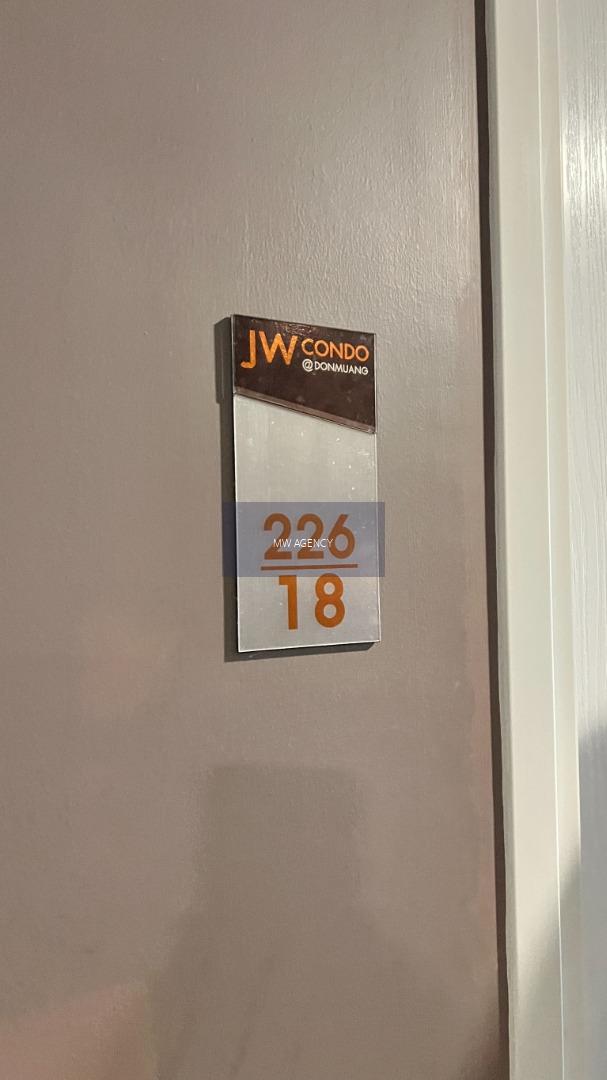 JW CONDO
@DONMUANG
226
MW AGENCY
18